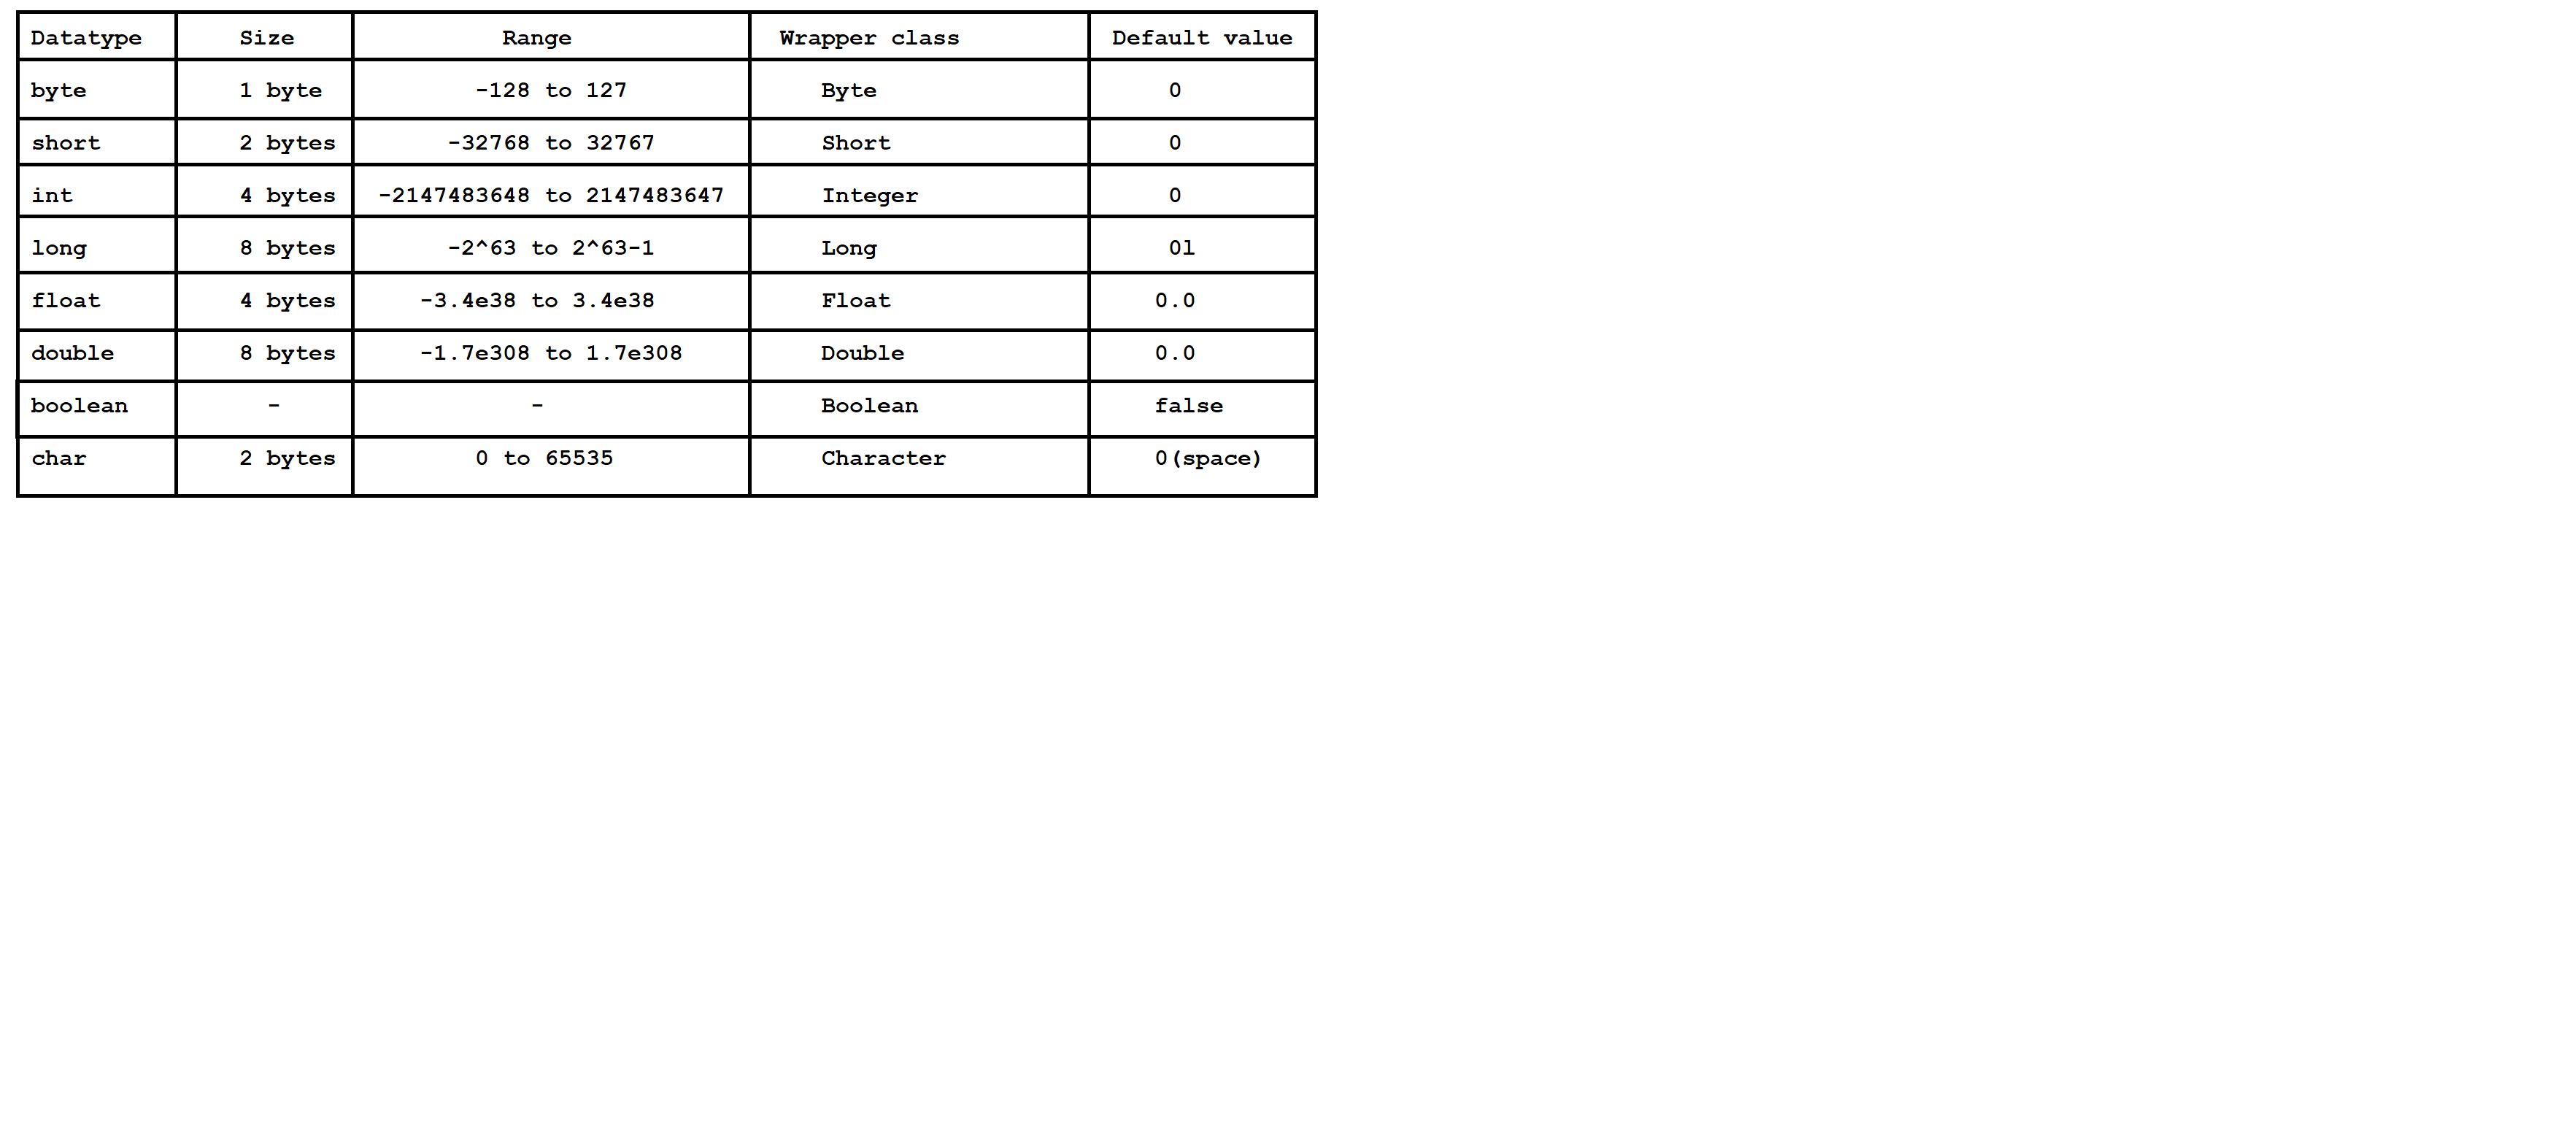 Datatype Size Range Wrapper class Default value
byte 1 byte -128 to 127 Byte 0
short 2 bytes -32768 to 32767 Short 0
int 4 bytes -2147483648 to 2147483647 Integer 0
long 8 bytes -2^63 to 2^63-1 Long 0l
float 4 bytes -3.4e38 to 3.4e38 Float 0.0
double 8 bytes -1.7e308 to 1.7e308 Double 0.0
boolean - - Boolean false
char 2 bytes 0 to 65535 Character 0(space)